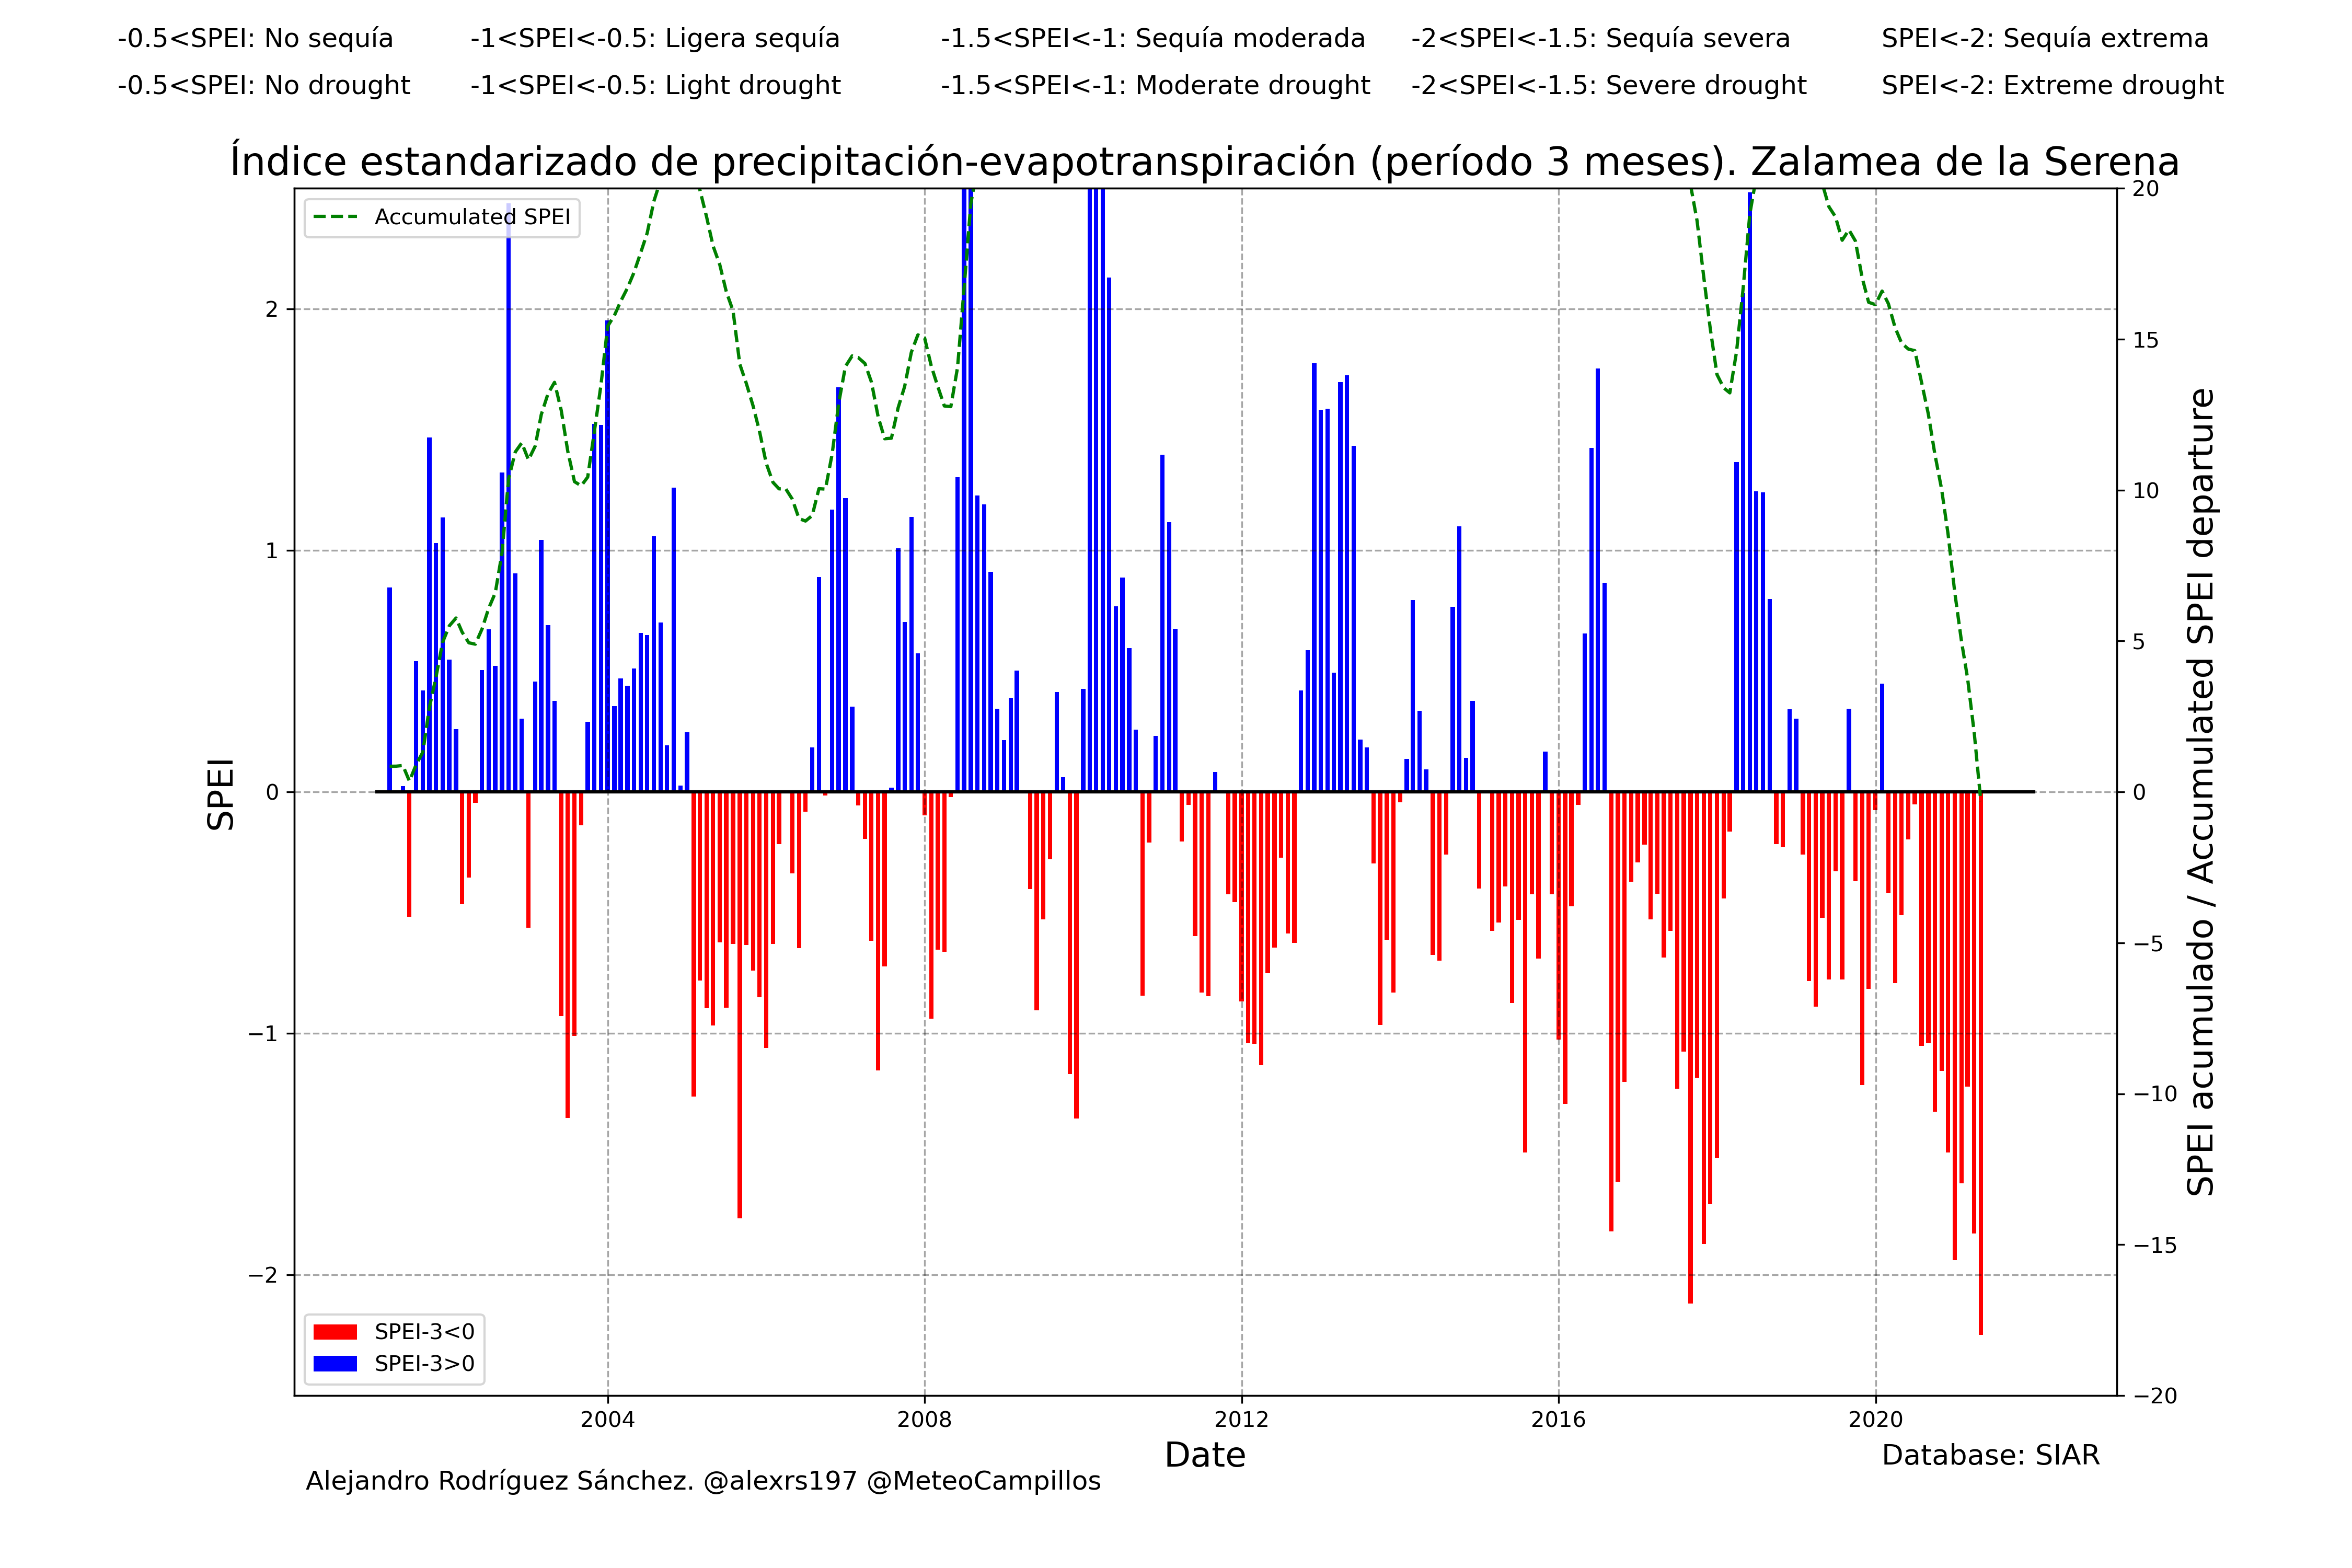 -0.5<SPEI: No sequía -1<SPEI<-0.5: Ligera sequía -1.5<SPEI<-1: Sequía moderada -2<SPEI<-1.5: Sequía severa SPEI<-2: Sequía extrema
-0.5<SPEI: No drought -1<SPEI<-0.5: Light drought -1.5<SPEI<-1: Moderate drought -2<SPEI<-1.5: Severe drought SPEI<-2: Extreme drought
Índice estandarizado de precipitación-evapotranspiración (período 3 meses). Zalamea de la Serena
Accumulated SPEI
SPEI
2
1
0
−1
−2
20
15
10
5
0
−5
−10
−15
−20
SPEI acumulado / Accumulated SPEI departure
SPEI-3<0
SPEI-3>0
2004 2008 2012 2016 2020
Date
Database: SIAR
Alejandro Rodríguez Sánchez. @alexrs197 @MeteoCampillos